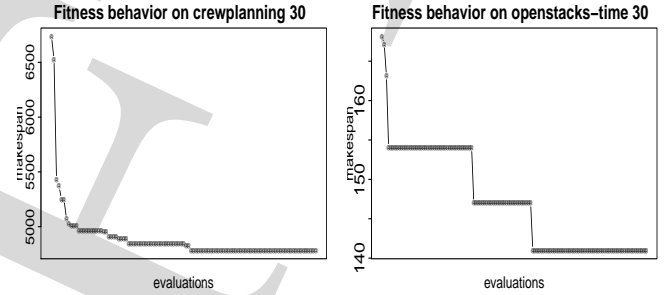 Fitness behavior on crewplanning 30
makespan
5000 5500 6000 6500
evaluations
Fitness behavior on openstacks−time 30
makespan
140 150 160
evaluations